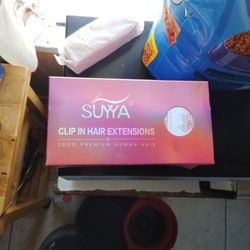 SUYYA
CLIP IN HAIR EXTENSIONS
100% PREMIUM HUMAN HAIR